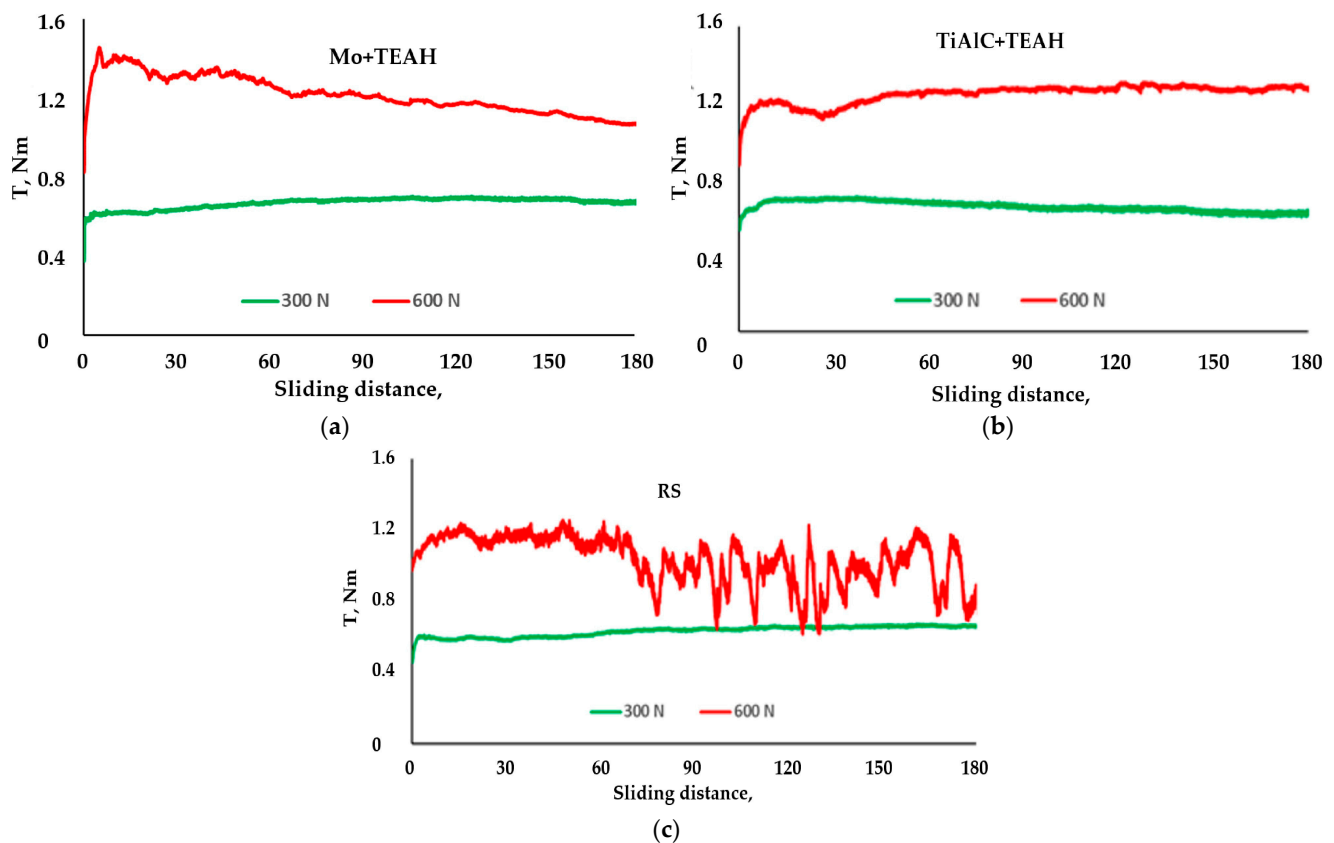 Mo+TEAH
T, Nm
1.6
1.2
0.8
0.4
0
300 N
600 N
0 30 60 90 120 150 180
Sliding distance,
(a)
TiAlC+TEAH
T, Nm
1.6
1.2
0.8
0.4
0
300 N
600 N
0 30 60 90 120 150 180
Sliding distance,
(b)
RS
T, Nm
1.6
1.2
0.8
0.4
0
300 N
600 N
0 30 60 90 120 150 180
Sliding distance,
(c)